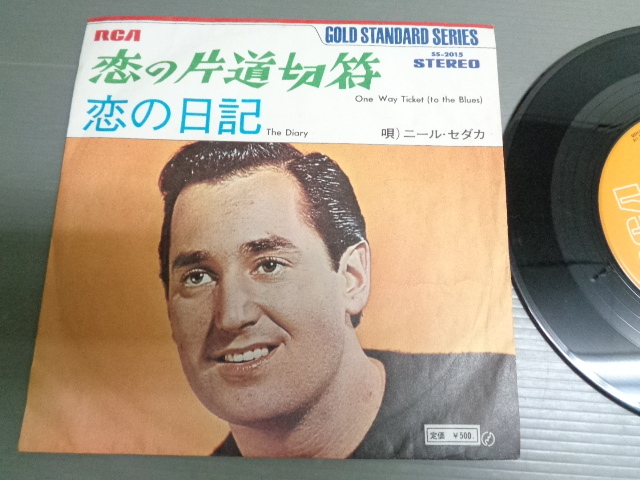 RCA
GOLD STANDARD SERIES
SS-2015
STEREO
恋の片道切符
One Way Ticket (to the Blues)
恋の日記
The Diary
唄)ニール・セダカ
定価 ¥500.
RCA